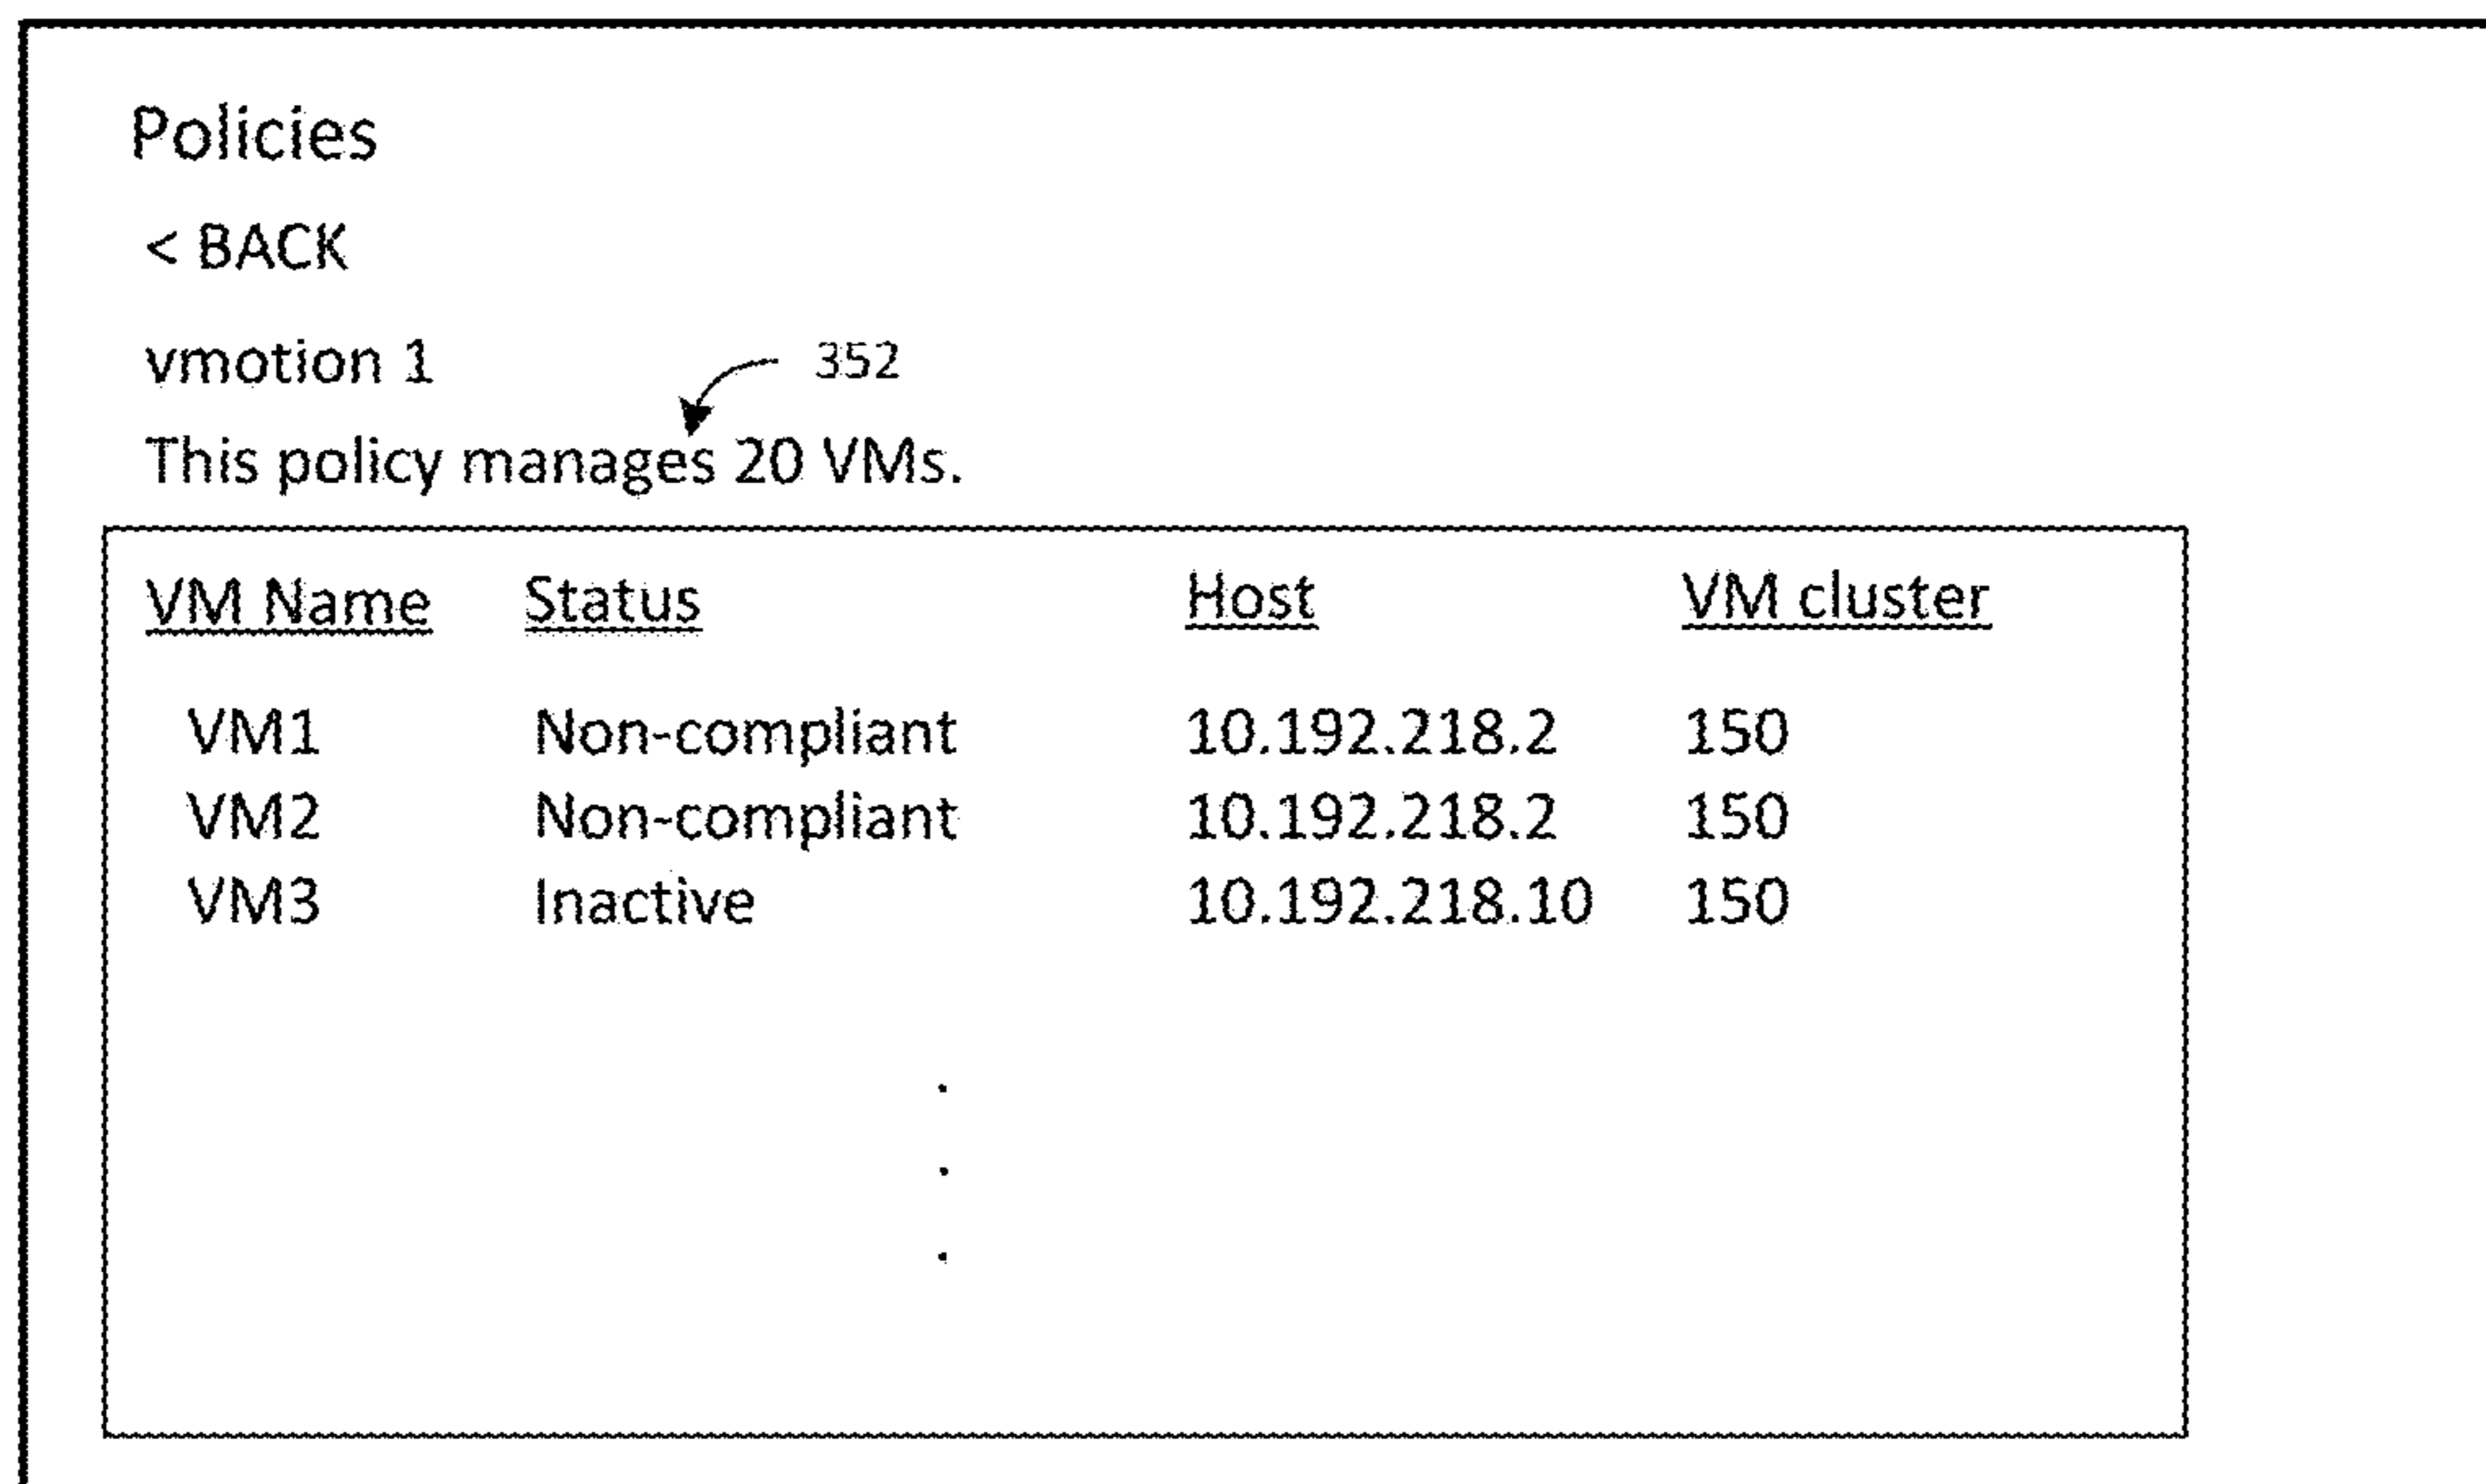 Policies
< BACK
vmotion 1
352
This policy manages 20 VMs.
VM Name Status Host VM cluster
VM1 Non-compliant 10.192.218.2 150
VM2 Non-compliant 10.192.218.2 150
VM3 Inactive 10.192.218.10 150
.
.
.